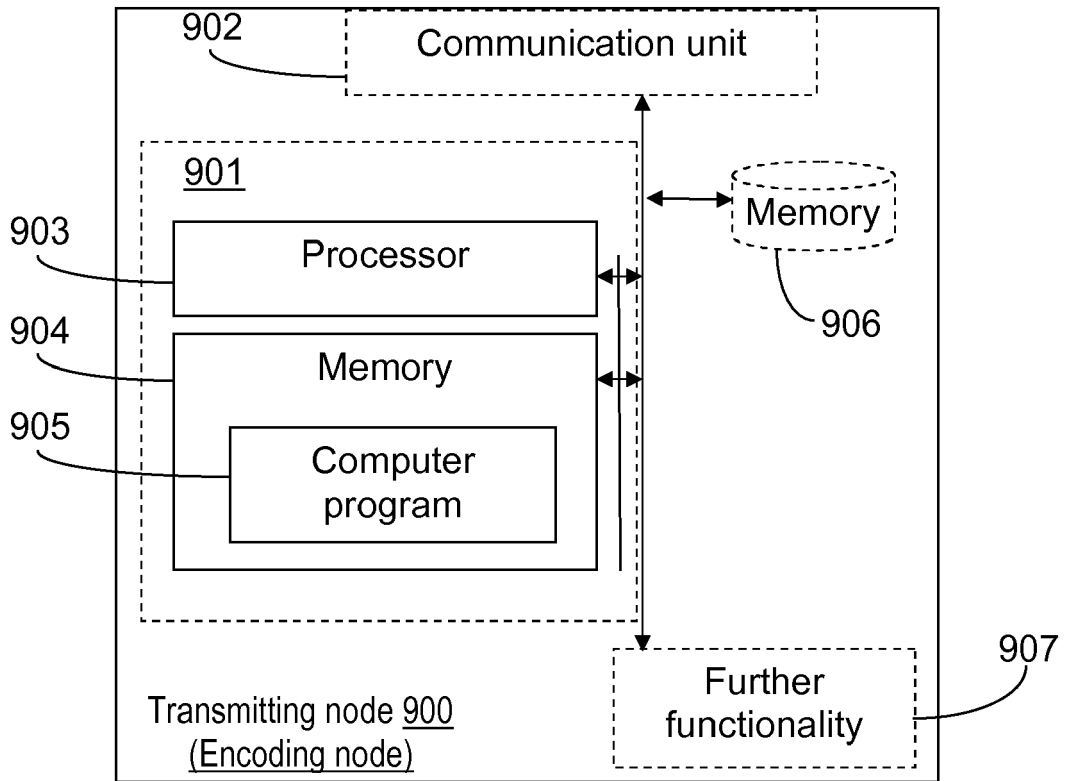 902
Communication unit
901
Memory
903
Processor
906
904
Memory
905
Computer
program
907
Further
functionality
Transmitting node 900
(Encoding node)